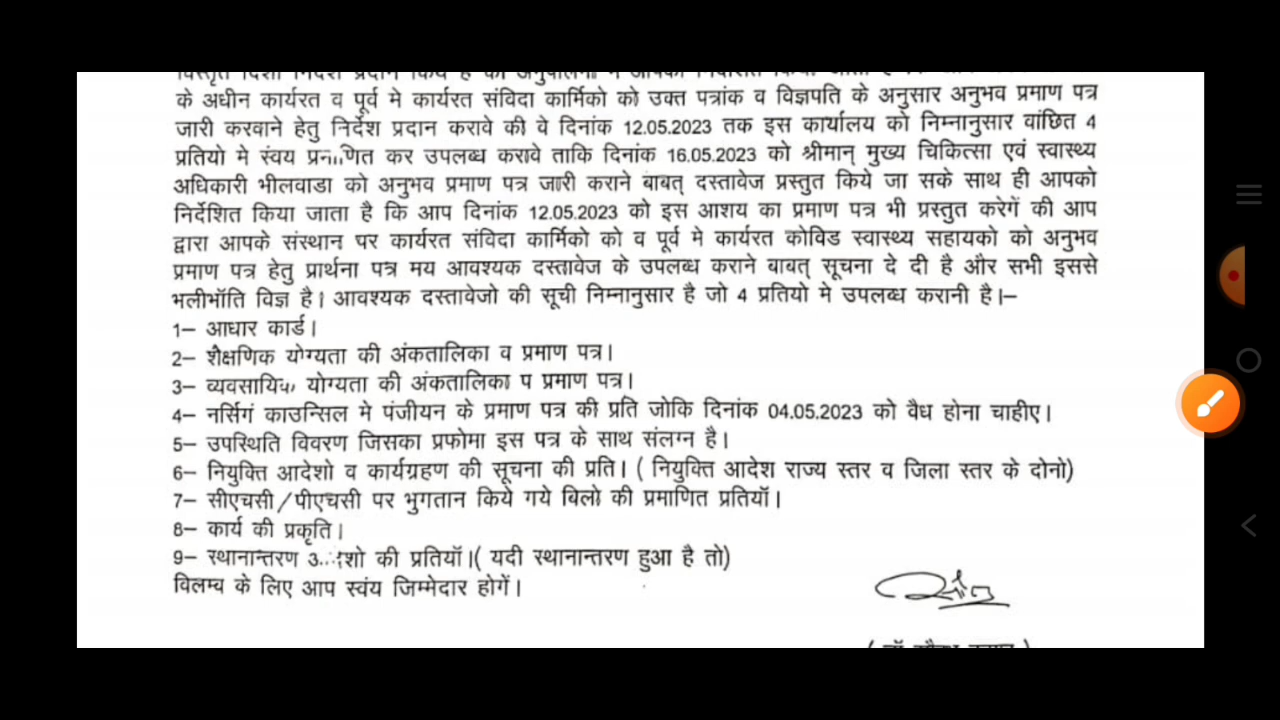 के अधीन कार्यरत व पूर्व मे कार्यरत संविदा कार्मिको को उक्त पत्रांक व विज्ञपति के अनुसार अनुभव प्रमाण पत्र
जारी करवाने हेतु निर्देश प्रदान करावे की वे दिनांक 12.05.2023 तक इस कार्यालय को निम्नानुसार वांछित 4
प्रतियो मे स्वंय कर उपलब्ध करावे ताकि दिनांक 16.05.2023 को श्रीमान् मुख्य चिकित्सा एवं स्वास्थ्य
अधिकारी भीलवाडा को अनुभव प्रमाण पत्र जारी कराने बाबत् दस्तावेज प्रस्तुत किये जा सके साथ ही आपको
निर्देशित किया जाता है कि आप दिनांक 12.05.2023 को इस आशय का प्रमाण पत्र भी प्रस्तुत करेगें की आप
द्वारा आपके संस्थान पर कार्यरत संविदा कार्मिको को व पूर्व मे कार्यरत कोविड स्वास्थ्य सहायको को अनुभव
प्रमाण पत्र हेतु प्रार्थना पत्र मय आवश्यक दस्तावेज के उपलब्ध कराने बाबत् सूचना दे दी है और सभी इससे
भलीभॉति विज्ञ है। आवश्यक दस्तावेजो की सूची निम्नानुसार है जो 4 प्रतियो मे उपलब्ध करानी है।–
1– आधार कार्ड।
2– शैक्षणिक योग्यता की अंकतालिका व प्रमाण पत्र।
3– व्यवसायिक योग्यता की अंकतालिका प प्रमाण पत्र।
4– नर्सिगं काउन्सिल मे पंजीयन के प्रमाण पत्र की प्रति जोकि दिनांक 04.05.2023 को वैध होना चाहीए।
5– उपस्थिति विवरण जिसका प्रफोमा इस पत्र के साथ संलग्न है।
6– नियुक्ति आदेशो व कार्यग्रहण की सूचना की प्रति। ( नियुक्ति आदेश राज्य स्तर व जिला स्तर के दोनो)
7– सीएचसी/पीएचसी पर भुगतान किये गये बिलो की प्रमाणित प्रतियॉ।
8– कार्य की प्रकृति।
9– स्थानान्तरण की प्रतियॉ।( यदी स्थानान्तरण हुआ है तो)
विलम्ब के लिए आप स्वंय जिम्मेदार होगें।